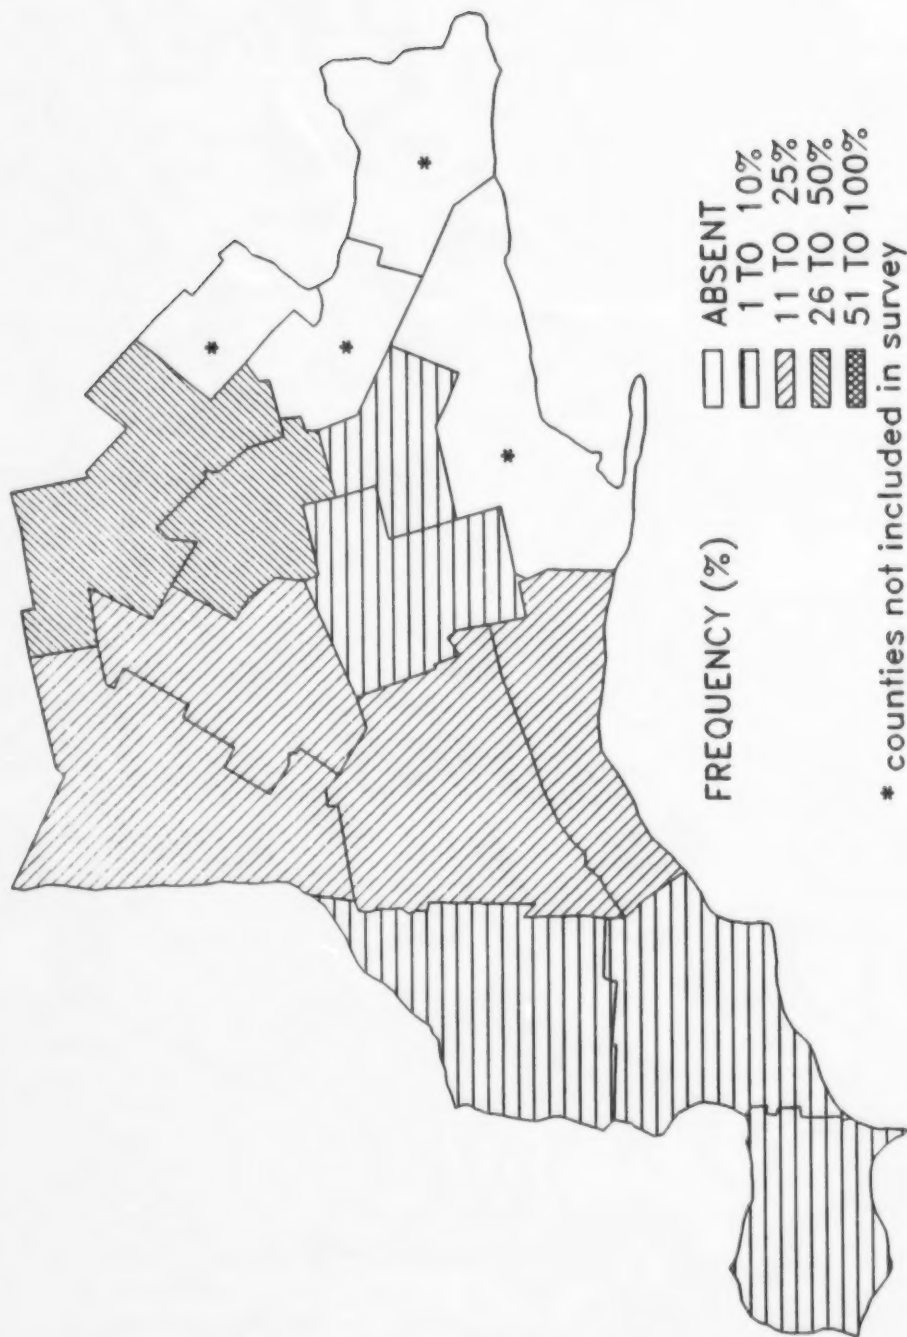 FREQUENCY (%)
ABSENT
1 TO 10%
11 TO 25%
26 TO 50%
51 TO 100%
* counties not included in survey
*
*
*
*